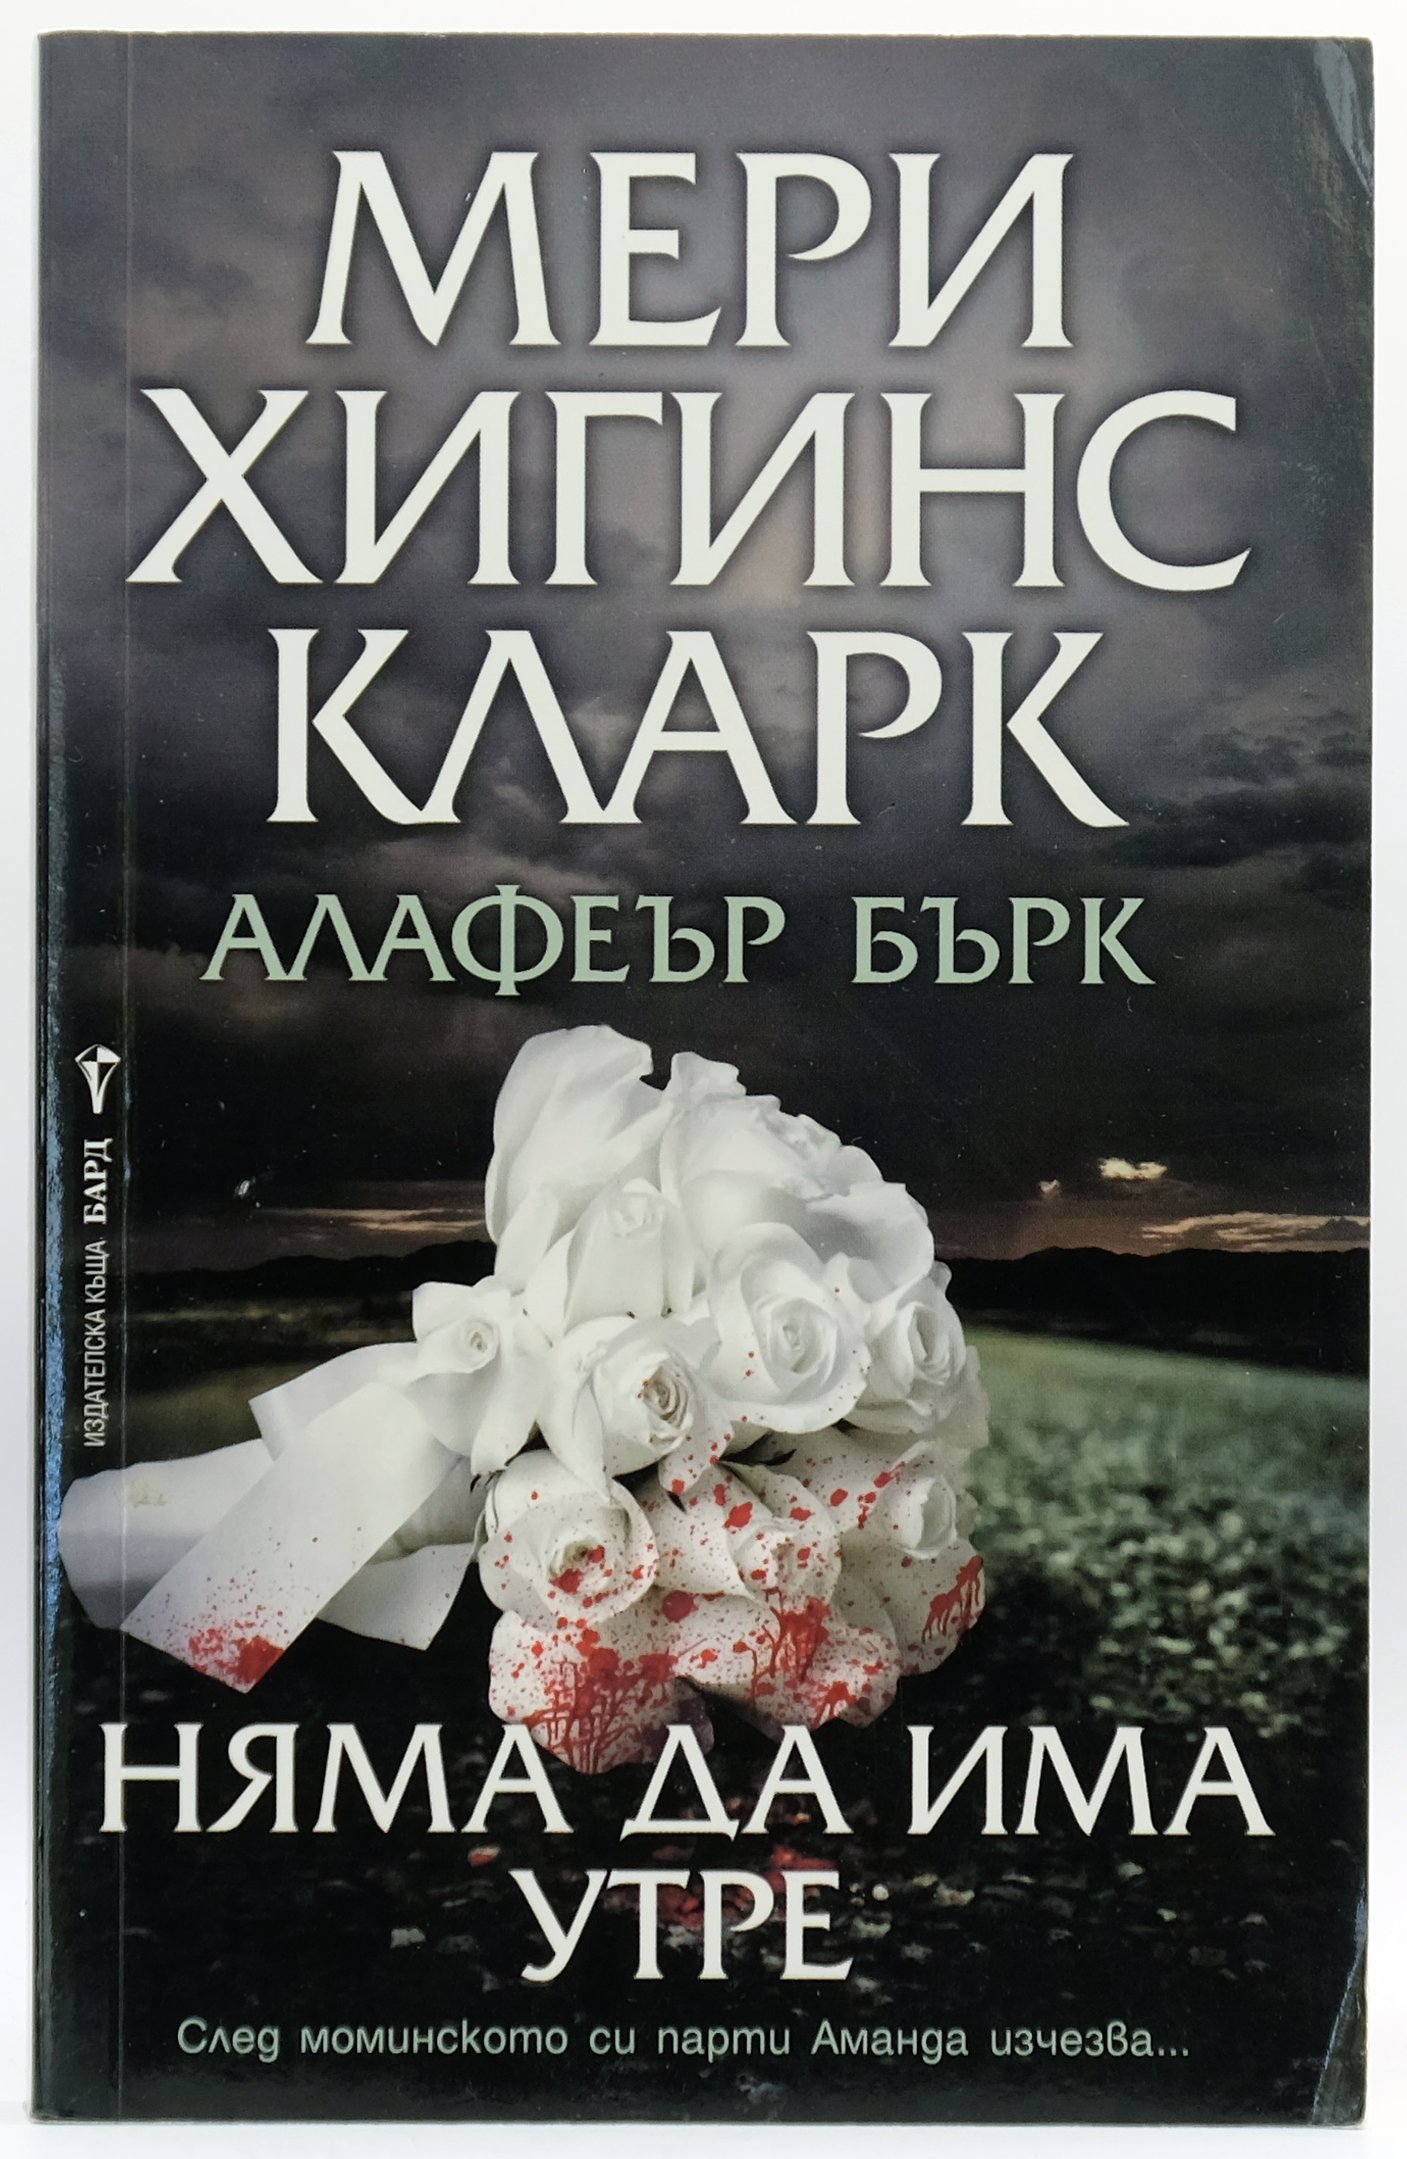 МЕРИ
ХИГИНС
КЛАРК
АЛАФЕЪР БЪРК
ИЗДАТЕЛСКА КЪЩА БАРД
НЯМА ДА ИМА
УТРЕ
След моминското си парти Аманда изчезва...